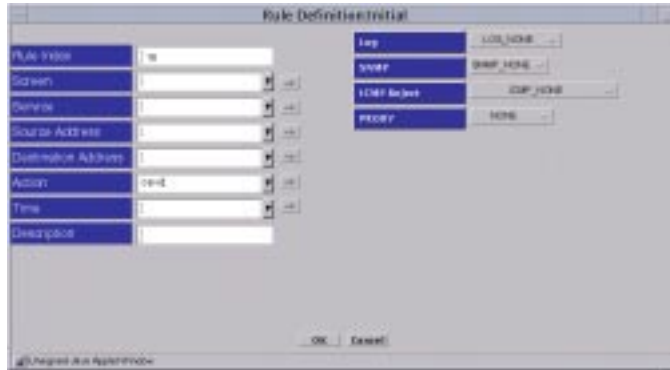 Rule Definition:Initial
Rule Index
Screen
Service
Source Address
Destination Address
Action
Time
Description
Log LOG_NONE
SNMP SNMP_NONE
ICMP Reject ICMP_NONE
PROXY NONE
OK Cancel
Unsigned Java Applet Window